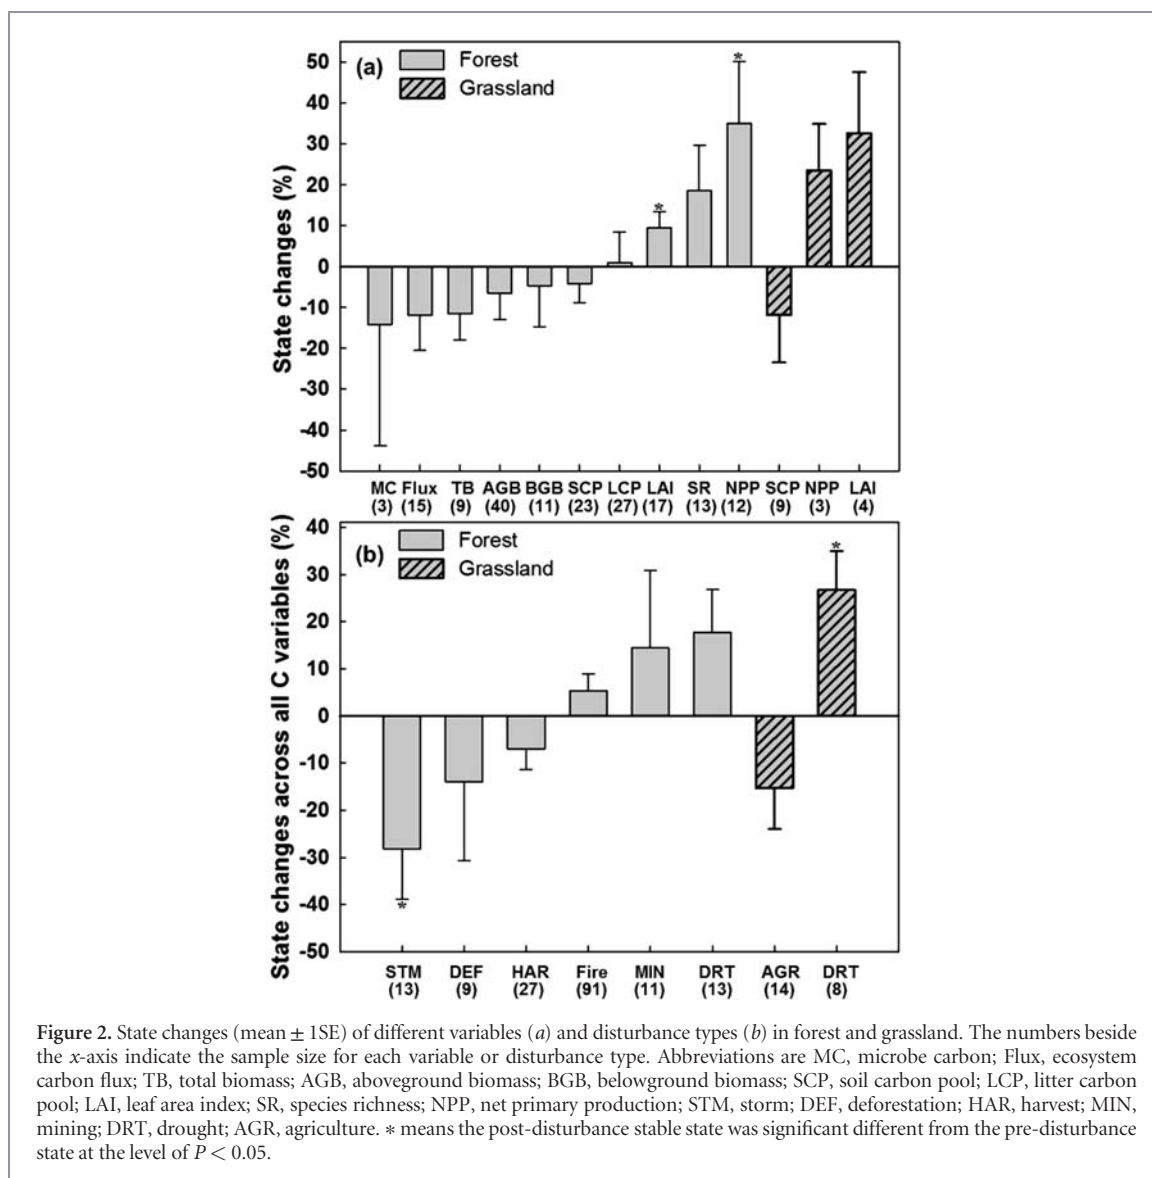 (a)
Forest
Grassland
State changes (%)
50
40
30
20
10
0
-10
-20
-30
-40
-50
*
*
MC Flux TB AGB BGB SCP LCP LAI SR NPP SCP NPP LAI
(3) (15) (9) (40) (11) (23) (27) (17) (13) (12) (9) (3) (4)
(b)
Forest
Grassland
State changes across all C variables (%)
40
30
20
10
0
-10
-20
-30
-40
-50
*
*
STM DEF HAR Fire MIN DRT AGR DRT
(13) (9) (27) (91) (11) (13) (14) (8)
Figure 2. State changes (mean ± 1SE) of different variables (a) and disturbance types (b) in forest and grassland. The numbers beside
the x-axis indicate the sample size for each variable or disturbance type. Abbreviations are MC, microbe carbon; Flux, ecosystem
carbon flux; TB, total biomass; AGB, aboveground biomass; BGB, belowground biomass; SCP, soil carbon pool; LCP, litter carbon
pool; LAI, leaf area index; SR, species richness; NPP, net primary production; STM, storm; DEF, deforestation; HAR, harvest; MIN,
mining; DRT, drought; AGR, agriculture. * means the post-disturbance stable state was significant different from the pre-disturbance
state at the level of P < 0.05.